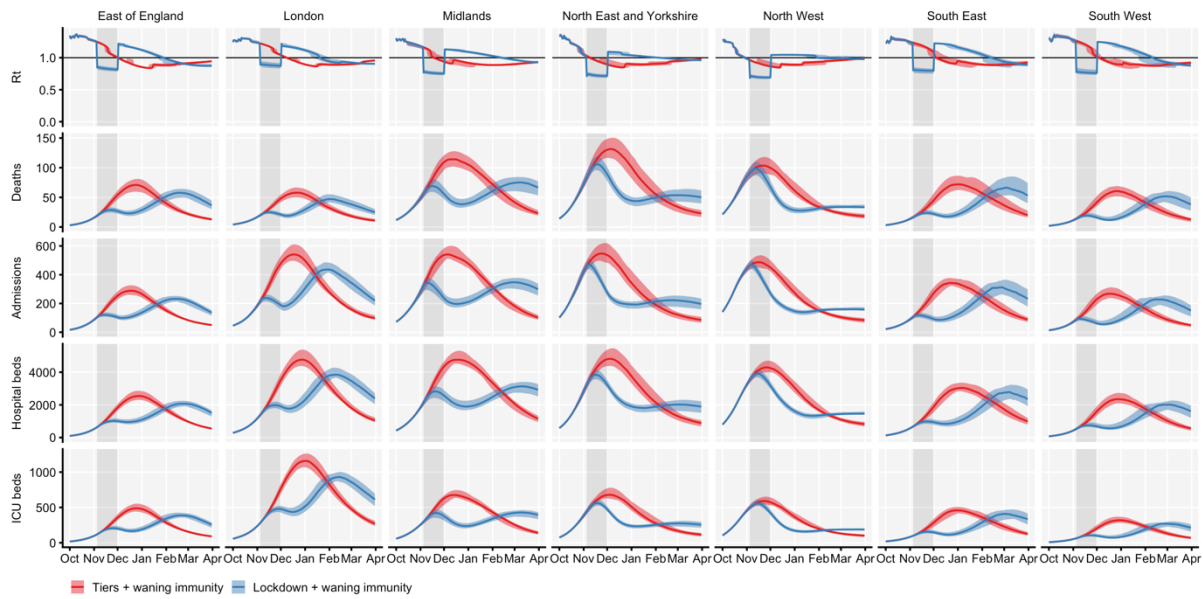 East of England London Midlands North East and Yorkshire North West South East South West
Rt
1.0
0.5
0.0
Deaths
150
100
50
0
Admissions
600
400
200
0
Hospital beds
4000
2000
0
ICU beds
1000
500
0
Oct Nov Dec Jan Feb Mar Apr Oct Nov Dec Jan Feb Mar Apr Oct Nov Dec Jan Feb Mar Apr Oct Nov Dec Jan Feb Mar Apr Oct Nov Dec Jan Feb Mar Apr Oct Nov Dec Jan Feb Mar Apr Oct Nov Dec Jan Feb Mar Apr
Tiers + waning immunity Lockdown + waning immunity